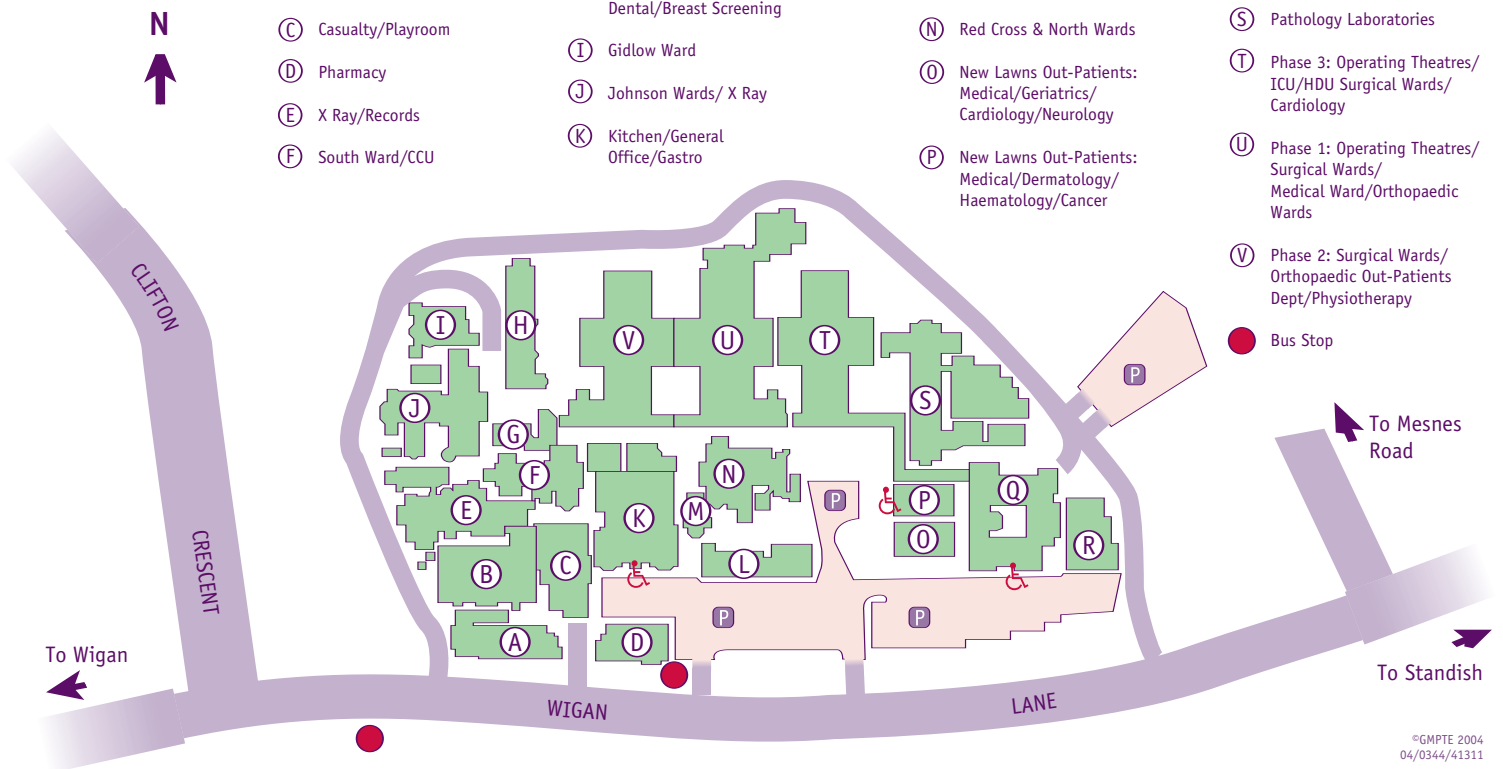 N
C Casualty/Playroom
D Pharmacy
E X Ray/Records
F South Ward/CCU
Dental/Breast Screening
I Gidlow Ward
J Johnson Wards/ X Ray
K Kitchen/General
Office/Gastro
N Red Cross & North Wards
O New Lawns Out-Patients:
Medical/Geriatrics/
Cardiology/Neurology
P New Lawns Out-Patients:
Medical/Dermatology/
Haematology/Cancer
S Pathology Laboratories
T Phase 3: Operating Theatres/
ICU/HDU Surgical Wards/
Cardiology
U Phase 1: Operating Theatres/
Surgical Wards/
Medical Ward/Orthopaedic
Wards
V Phase 2: Surgical Wards/
Orthopaedic Out-Patients
Dept/Physiotherapy
Bus Stop
CLIFTON
CRESCENT
I
H
V
U
T
S
J
G
F
N
E
K
M
P
P
Q
O
R
B
C
L
A
D
P
P
P
To Mesnes
Road
To Wigan
To Standish
WIGAN
LANE
©GMPTE 2004
04/0344/41311